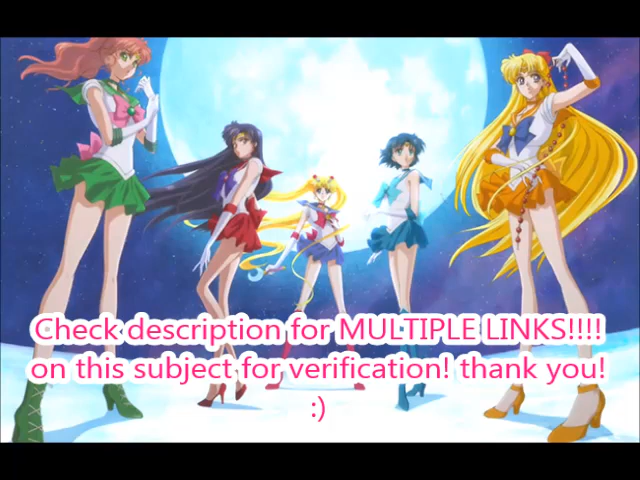 Check description for MULTIPLE LINKS!!!!
on this subject for verification! thank you!
:)